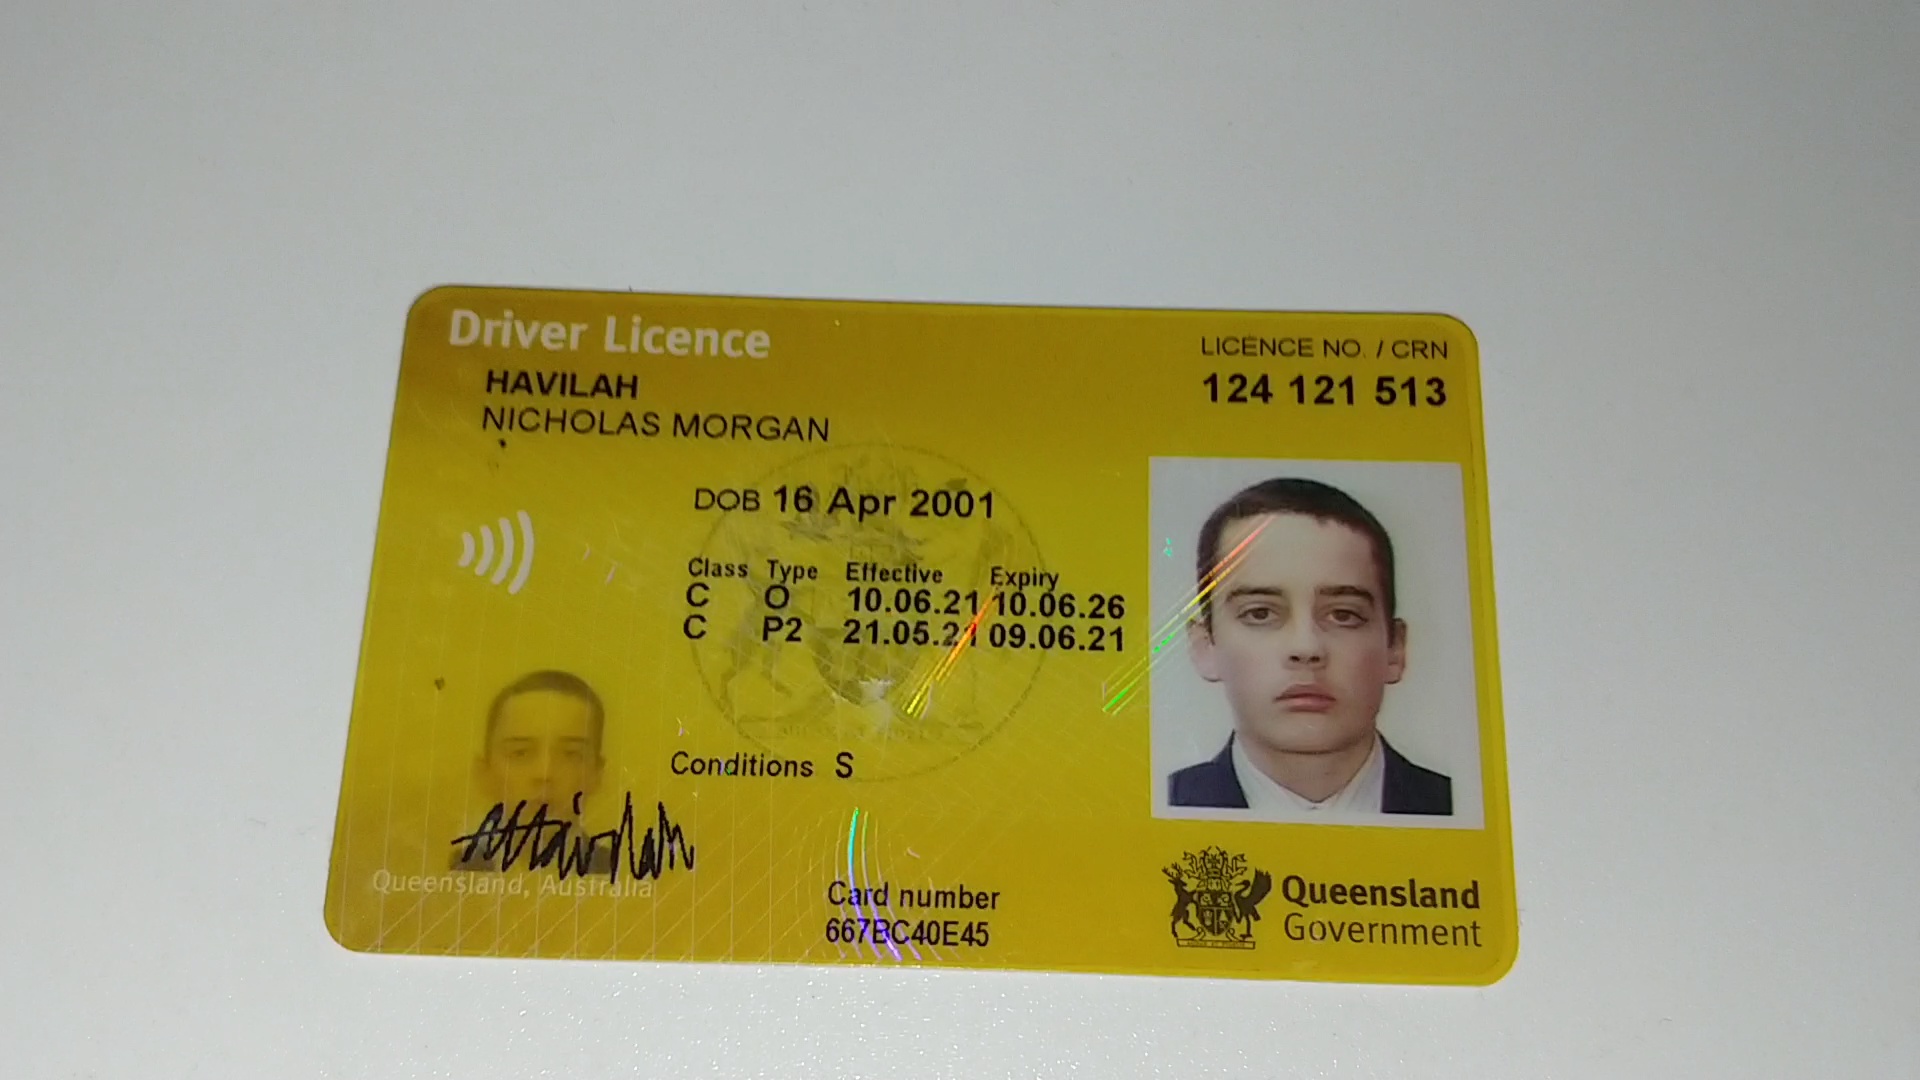 Driver Licence
HAVILAH
NICHOLAS MORGAN
LICENCE NO. / CRN
124 121 513
DOB 16 Apr 2001
Class Type Effective Expiry
C O 10.06.21 10.06.26
C P2 21.05.21 09.06.21
Conditions S
Queensland, Australia
Card number
667BC40E45
Queensland
Government